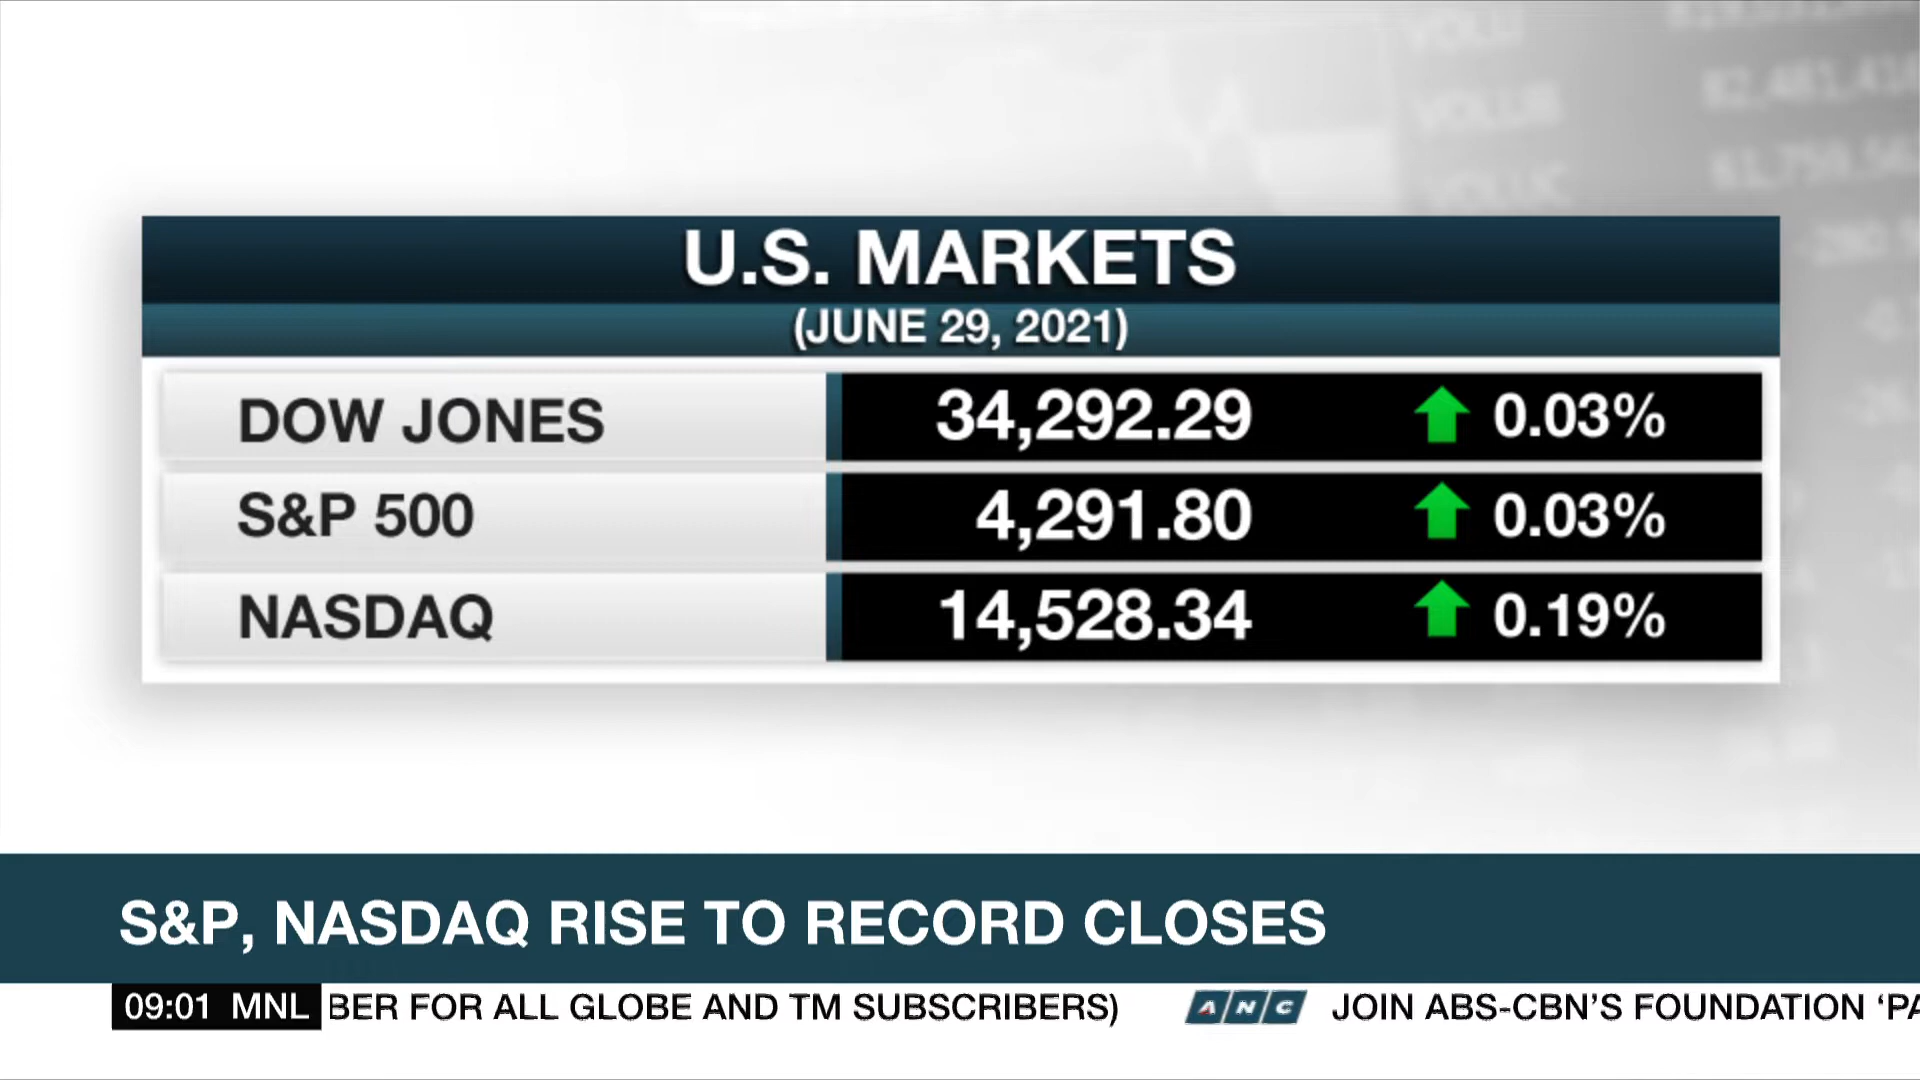 U.S. MARKETS
(JUNE 29, 2021)
DOW JONES 34,292.29 0.03%
S&P 500 4,291.80 0.03%
NASDAQ 14,528.34 0.19%
S&P, NASDAQ RISE TO RECORD CLOSES
09:01 MNL BER FOR ALL GLOBE AND TM SUBSCRIBERS) ANC JOIN ABS-CBN'S FOUNDATION 'PA